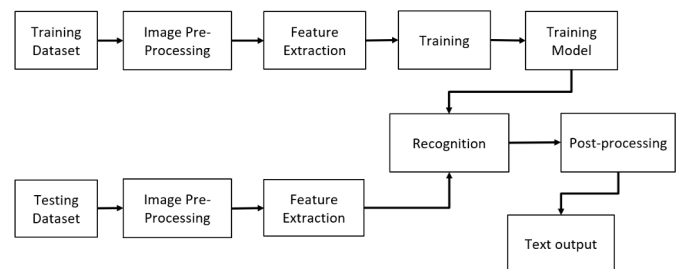 Training
Dataset
Image Pre-
Processing
Feature
Extraction
Training
Training
Model
Recognition
Post-processing
Testing
Dataset
Image Pre-
Processing
Feature
Extraction
Text output